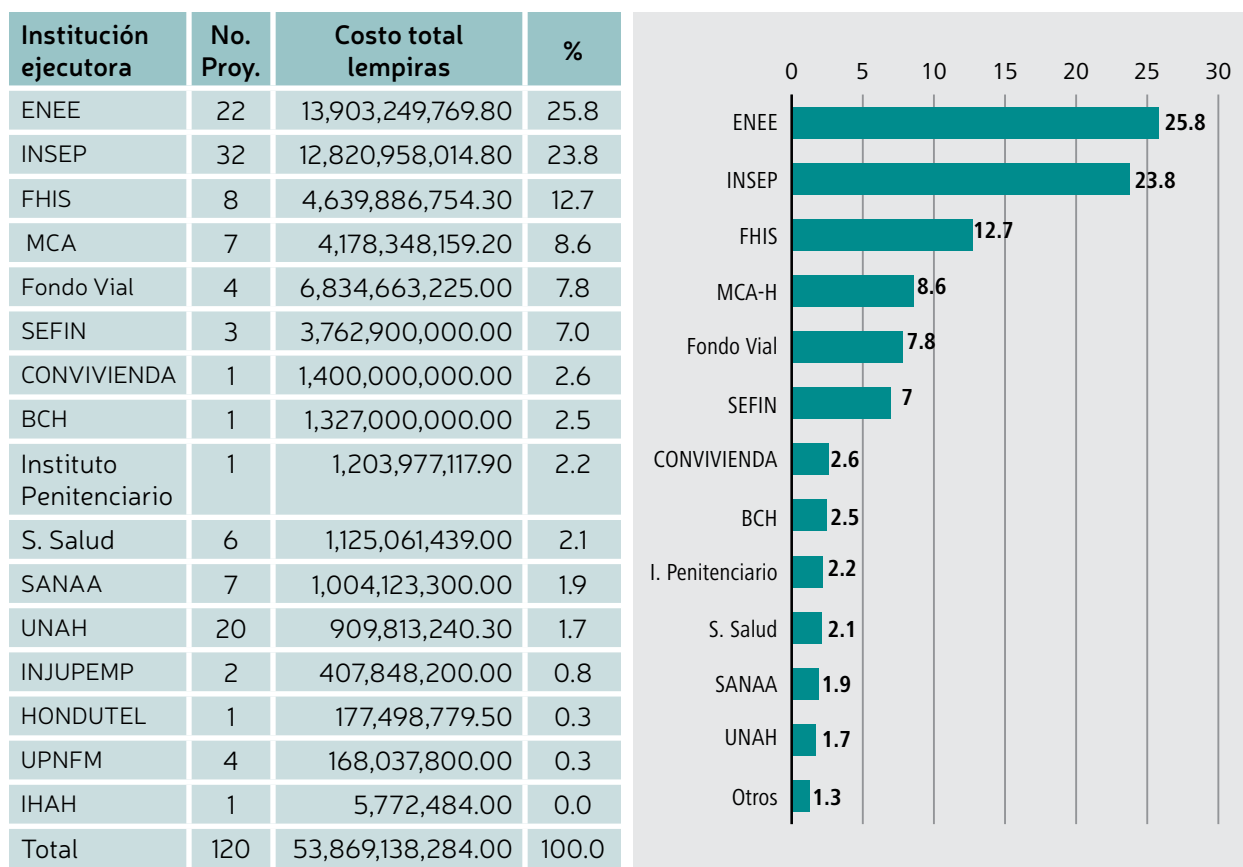 Institución ejecutora No. Proy. Costo total lempiras %
ENEE 22 13,903,249,769.80 25.8
INSEP 32 12,820,958,014.80 23.8
FHIS 8 4,639,886,754.30 12.7
MCA 7 4,178,348,159.20 8.6
Fondo Vial 4 6,834,663,225.00 7.8
SEFIN 3 3,762,900,000.00 7.0
CONVIVIENDA 1 1,400,000,000.00 2.6
BCH 1 1,327,000,000.00 2.5
Instituto Penitenciario 1 1,203,977,117.90 2.2
S. Salud 6 1,125,061,439.00 2.1
SANAA 7 1,004,123,300.00 1.9
UNAH 20 909,813,240.30 1.7
INJUPEMP 2 407,848,200.00 0.8
HONDUTEL 1 177,498,779.50 0.3
UPNFM 4 168,037,800.00 0.3
IHAH 1 5,772,484.00 0.0
Total 120 53,869,138,284.00 100.0
0 5 10 15 20 25 30
ENEE 25.8
INSEP 23.8
FHIS 12.7
MCA-H 8.6
Fondo Vial 7.8
SEFIN 7
CONVIVIENDA 2.6
BCH 2.5
I. Penitenciario 2.2
S. Salud 2.1
SANAA 1.9
UNAH 1.7
Otros 1.3